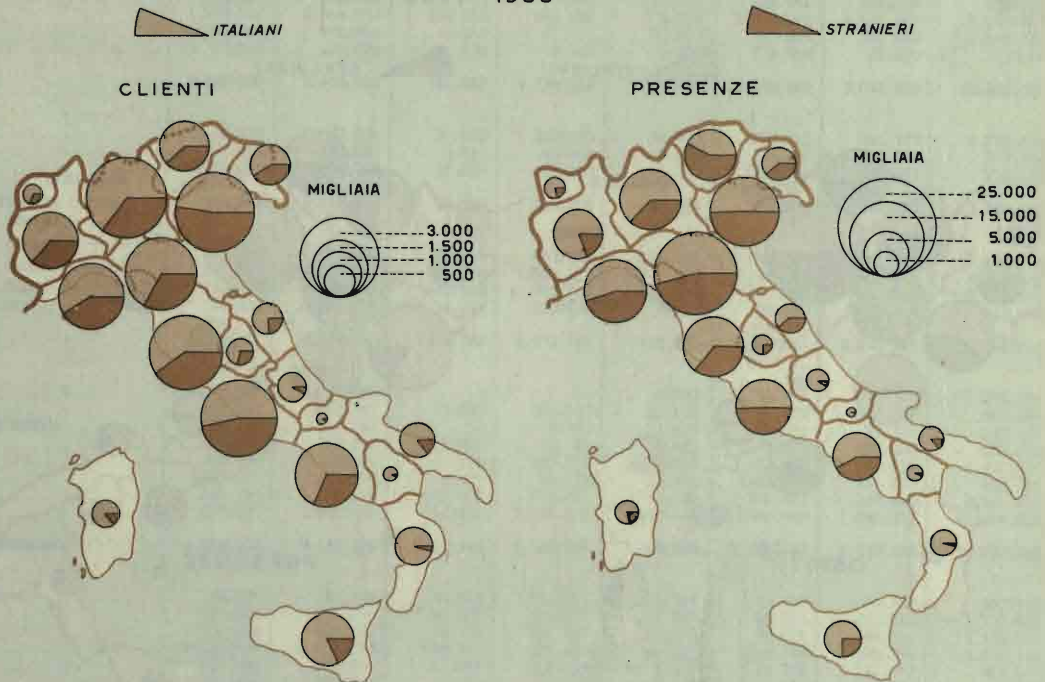 ITALIANI
STRANIERI
CLIENTI
PRESENZE
MIGLIAIA
3.000
1.500
1.000
500
MIGLIAIA
25.000
15.000
5.000
1.000